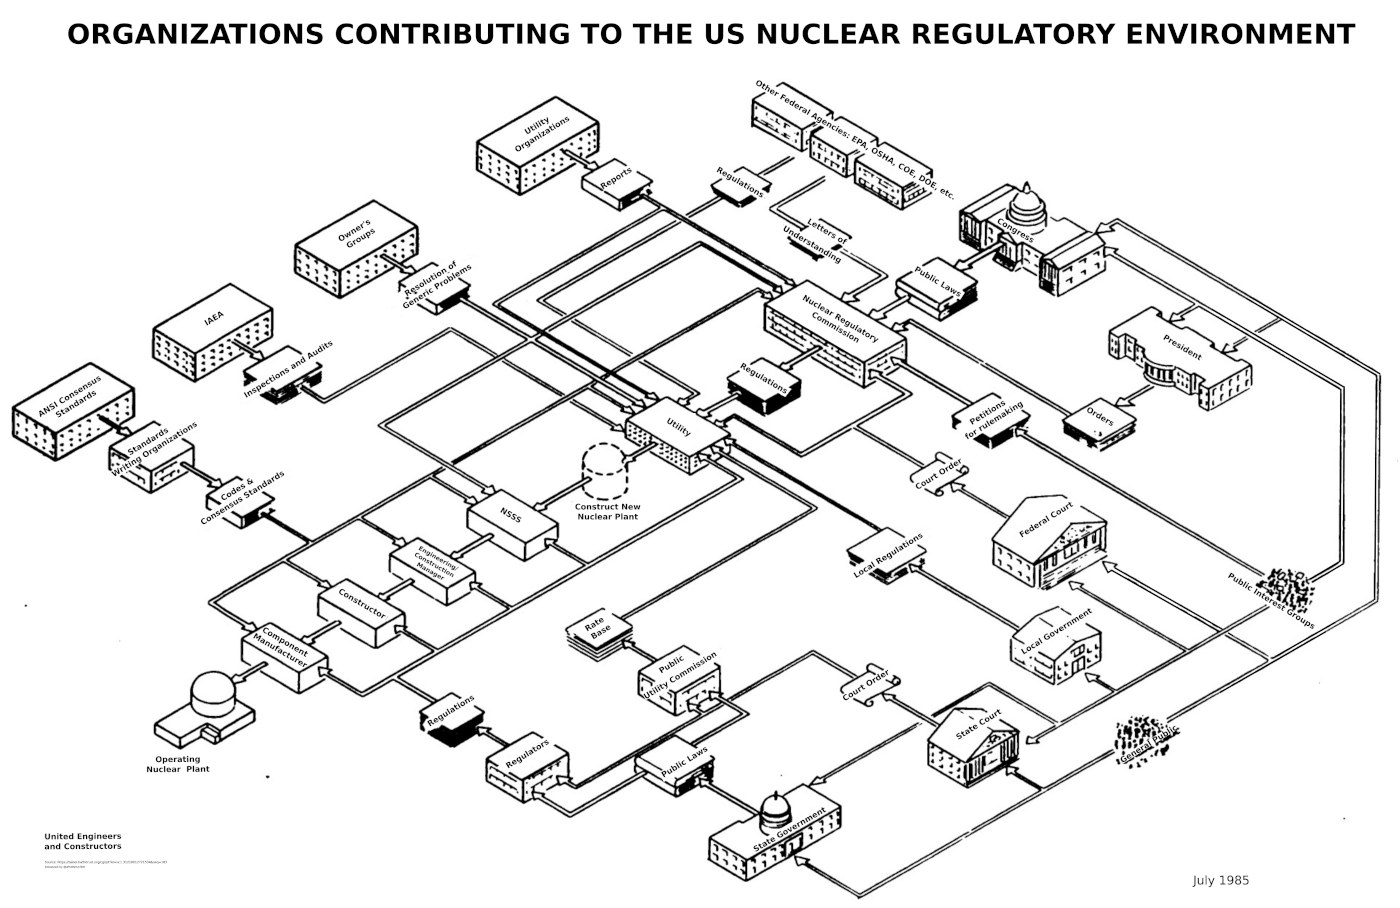 ORGANIZATIONS CONTRIBUTING TO THE US NUCLEAR REGULATORY ENVIRONMENT
Utility
Organizations
Reports
Other Federal Agencies: EPA, OSHA, COE, DOE, etc.
Regulations
Letters of
Understanding
Congress
Public Laws
Owner's
Groups
Resolution of
Generic Problems
Nuclear Regulatory
Commission
President
IAEA
Inspections and Audits
Regulations
Orders
Petitions
for rulemaking
ANSI Consensus
Standards
Standards
Writing Organizations
Codes &
Consensus Standards
Utility
Construct New
Nuclear Plant
NSSS
Court Order
Federal Court
Engineering/
Construction
Manager
Local Regulations
Public Interest Groups
Constructor
Component
Manufacturer
Rate
Base
Public
Utility Commission
Local Government
Court Order
State Court
General Public
Regulations
Regulators
Public Laws
State Government
Operating
Nuclear Plant
United Engineers
and Constructors
July 1985